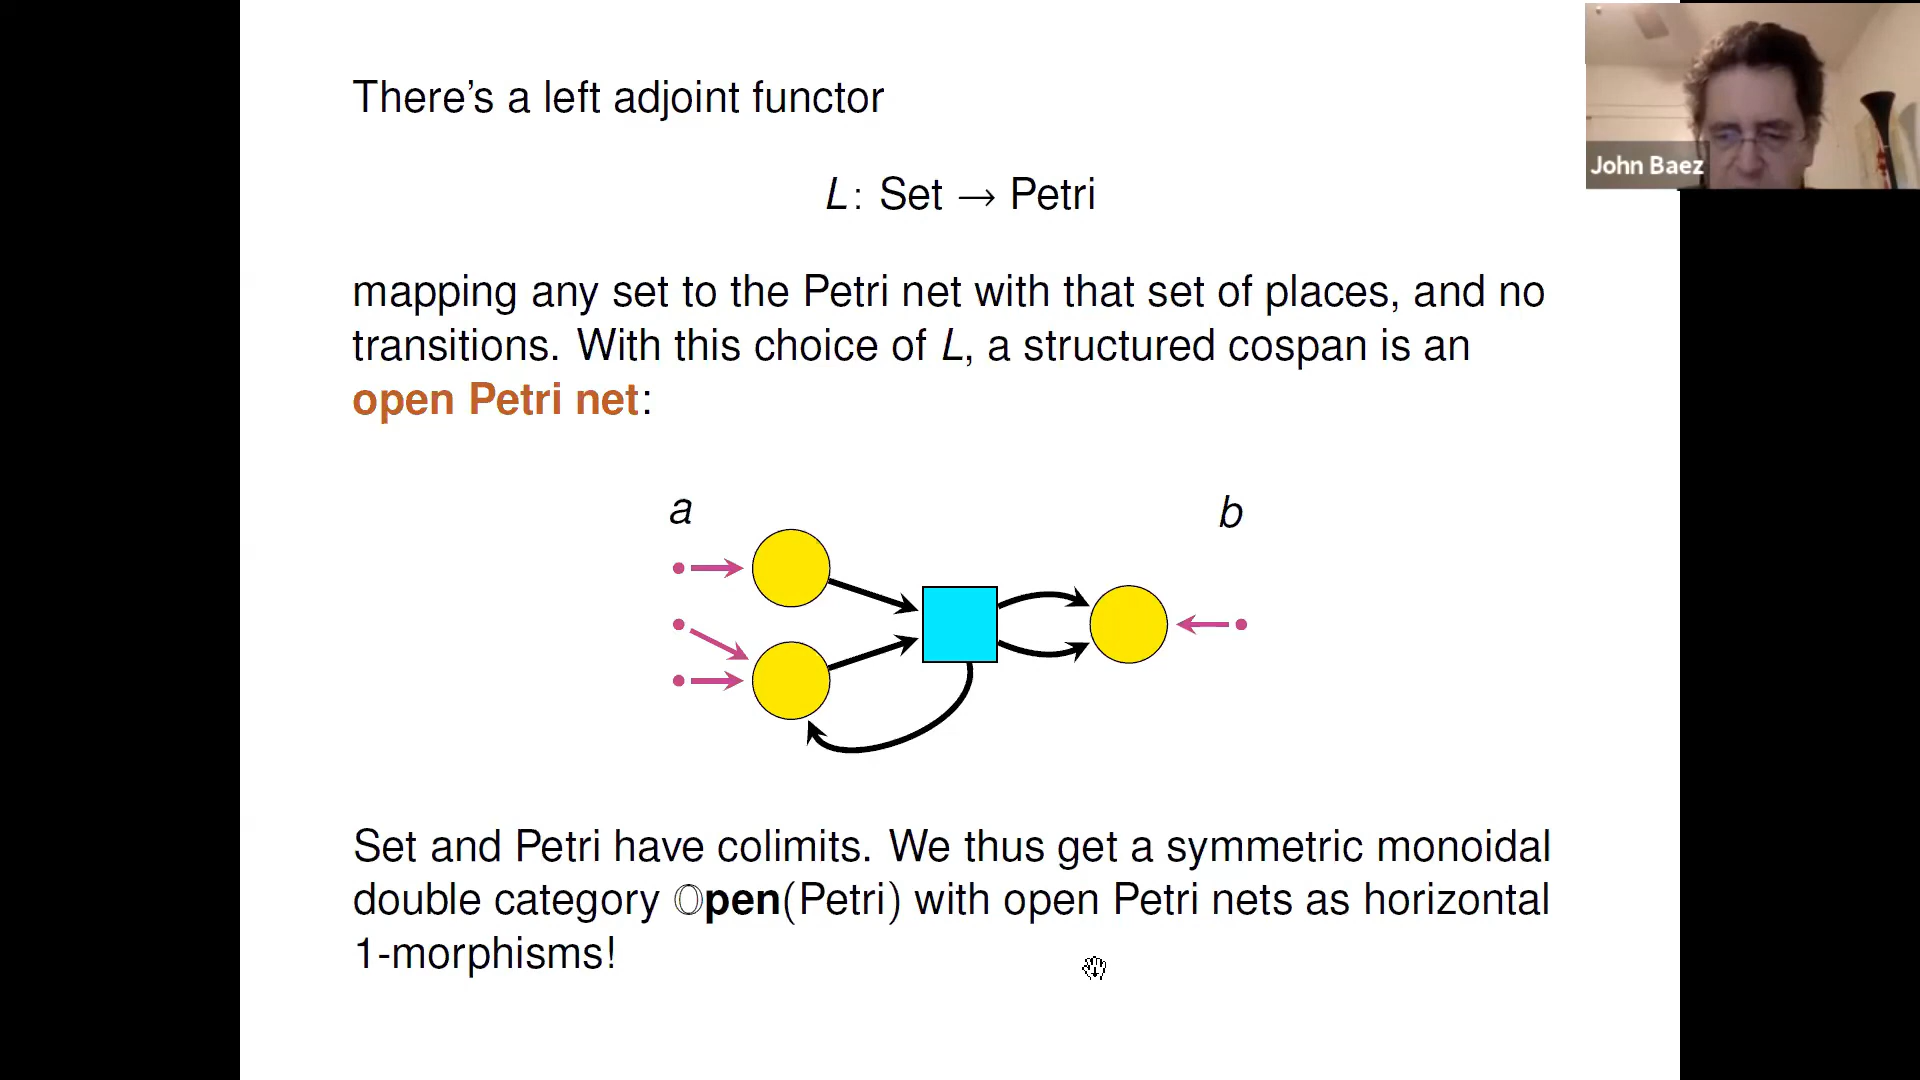 There's a left adjoint functor
L: Set → Petri
mapping any set to the Petri net with that set of places, and no
transitions. With this choice of L, a structured cospan is an
open Petri net:
a
b
Set and Petri have colimits. We thus get a symmetric monoidal
double category 𝕆pen(Petri) with open Petri nets as horizontal
1-morphisms!
John Baez